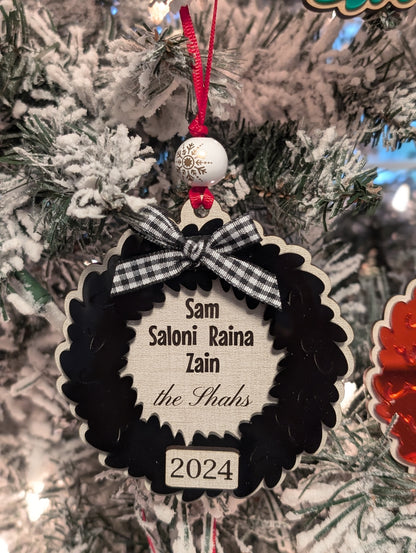 Sam
Saloni Raina
Zain
the Shahs
2024